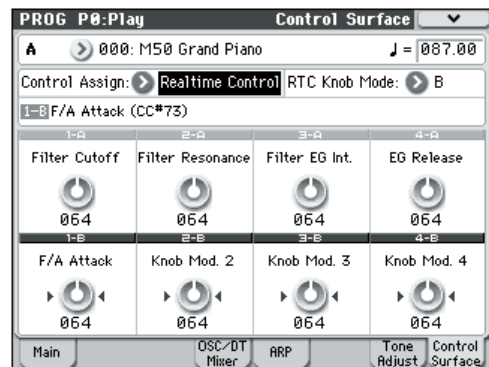 PROG P0:Play Control Surface
A 000: M50 Grand Piano ♩= 087.00
Control Assign: Realtime Control RTC Knob Mode: B
1-B F/A Attack (CC#73)
1-A 2-A 3-A 4-A
Filter Cutoff Filter Resonance Filter EG Int. EG Release
064 064 064 064
1-B 2-B 3-B 4-B
F/A Attack Knob Mod. 2 Knob Mod. 3 Knob Mod. 4
064 064 064 064
Main OSC/DT Mixer ARP Tone Adjust Control Surface